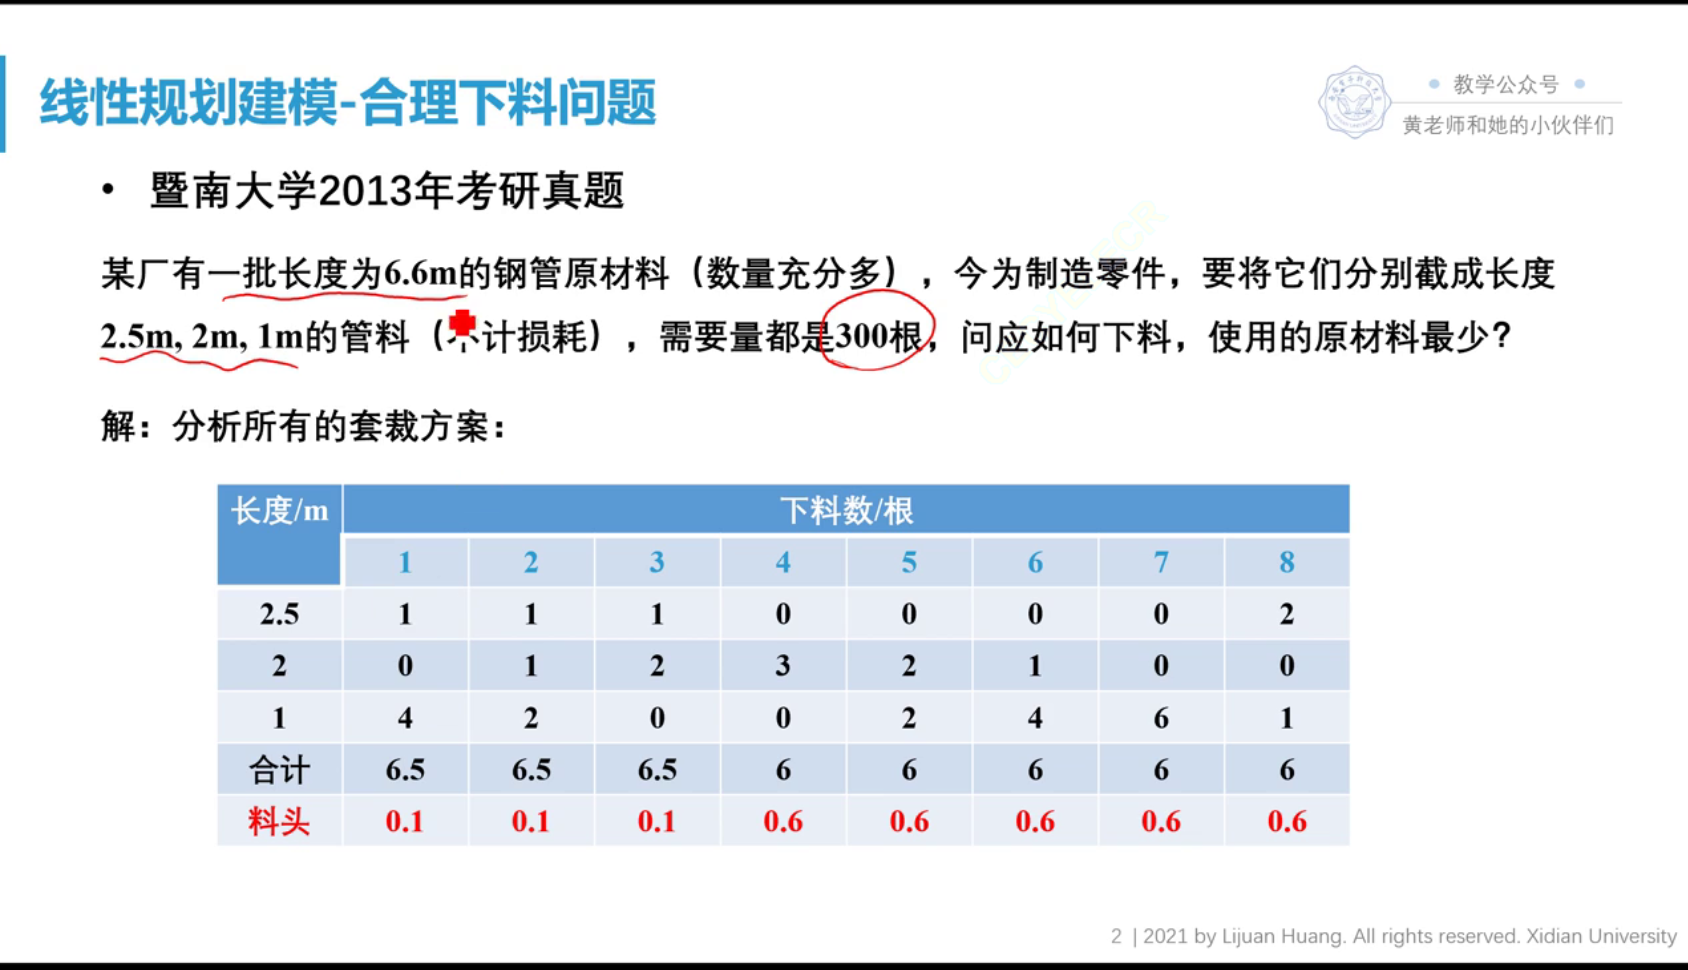 线性规划建模-合理下料问题
教学公众号
黄老师和她的小伙伴们
• 暨南大学2013年考研真题
某厂有一批长度为6.6m的钢管原材料（数量充分多），今为制造零件，要将它们分别截成长度
2.5m, 2m, 1m的管料（不计损耗），需要量都是300根，问应如何下料，使用的原材料最少？
解：分析所有的套裁方案：
长度/m 下料数/根
1 2 3 4 5 6 7 8
2.5 1 1 1 0 0 0 0 2
2 0 1 2 3 2 1 0 0
1 4 2 0 0 2 4 6 1
合计 6.5 6.5 6.5 6 6 6 6 6
料头 0.1 0.1 0.1 0.6 0.6 0.6 0.6 0.6
2 | 2021 by Lijuan Huang. All rights reserved. Xidian University